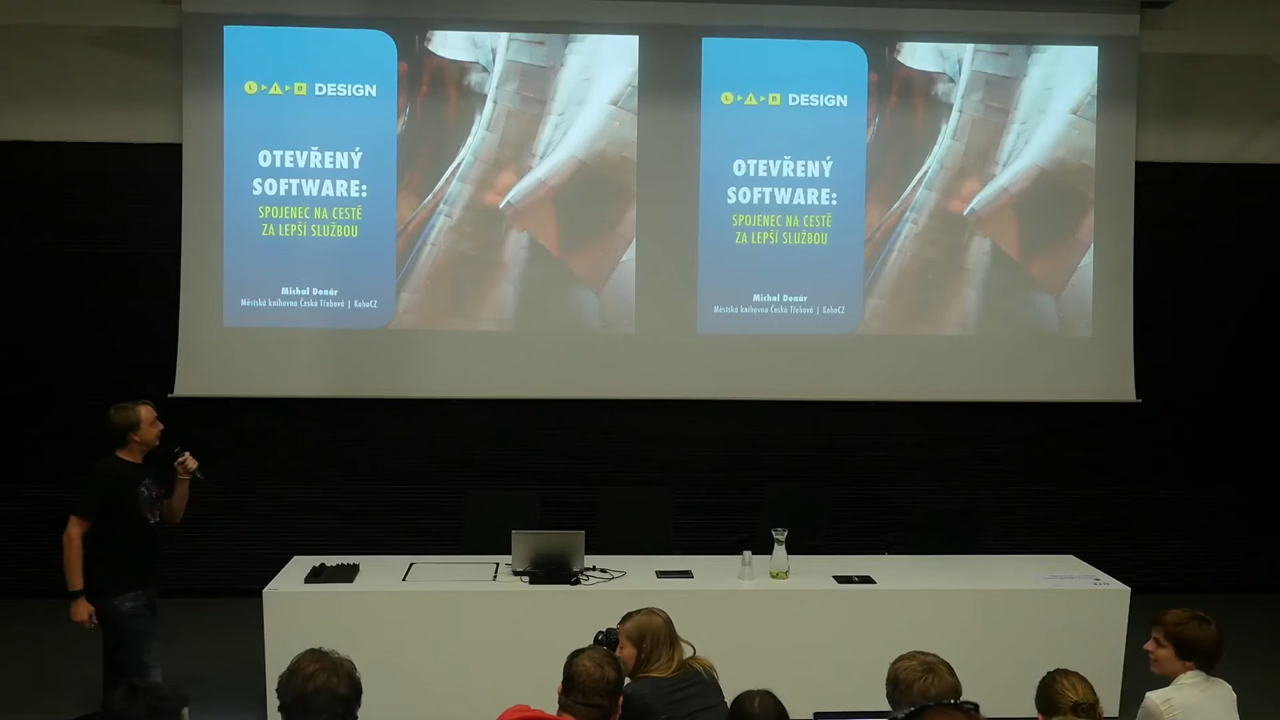 L I B DESIGN
OTEVŘENÝ
SOFTWARE:
SPOJENEC NA CESTĚ
ZA LEPŠÍ SLUŽBOU
Michal Denár
Městská knihovna Česká Třebová | KohaCZ
L I B DESIGN
OTEVŘENÝ
SOFTWARE:
SPOJENEC NA CESTĚ
ZA LEPŠÍ SLUŽBOU
Michal Denár
Městská knihovna Česká Třebová | KohaCZ